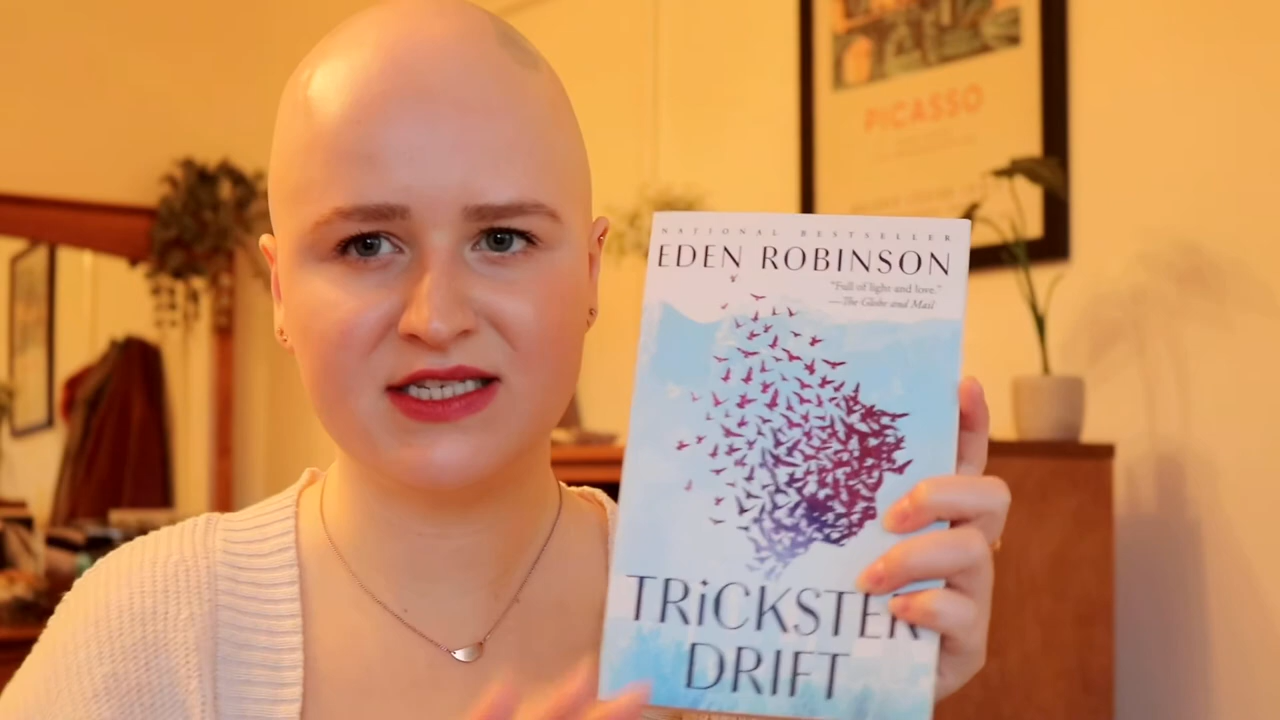 PICASSO
NATIONAL BESTSELLER
EDEN ROBINSON
"Full of light and love."
—The Globe and Mail
TRiCKSTER
DRIFT